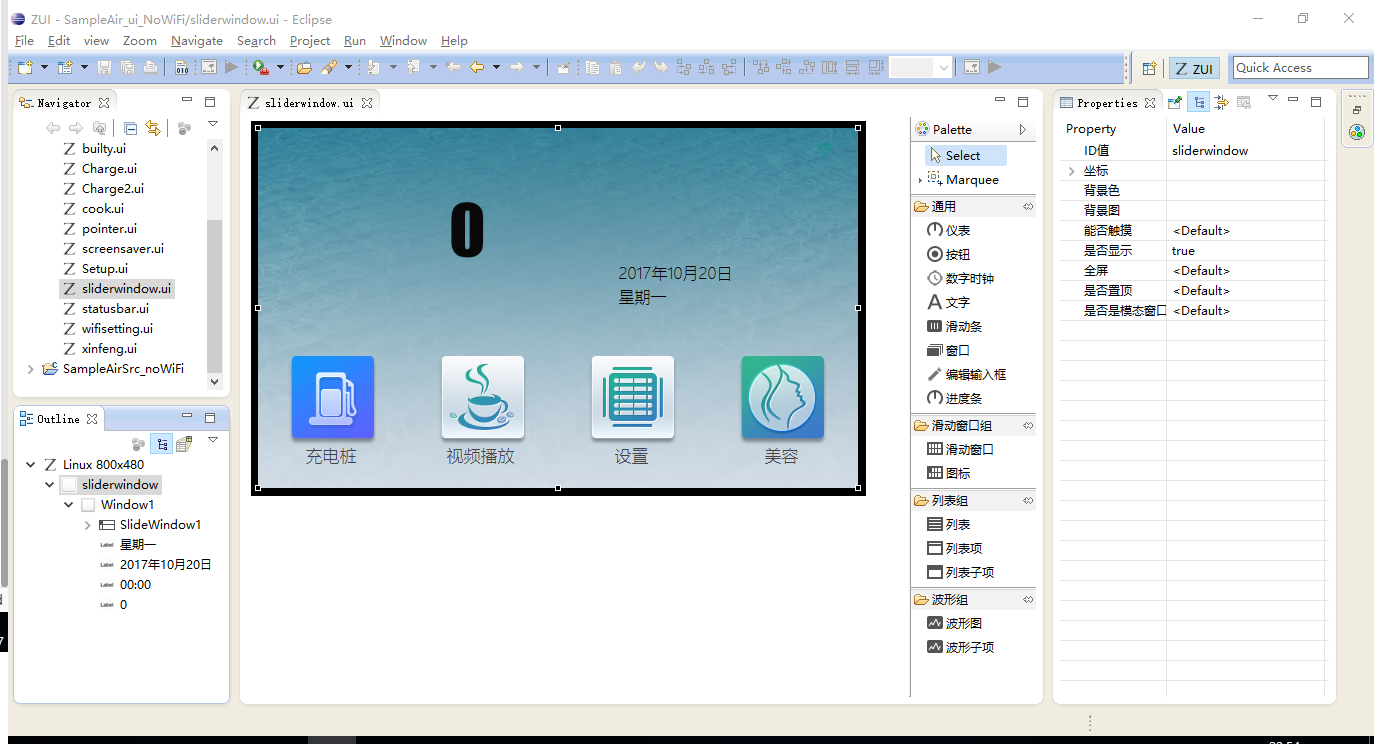 ZUI - SampleAir_ui_NoWiFi/sliderwindow.ui - Eclipse
File Edit view Zoom Navigate Search Project Run Window Help
ZUI Quick Access
Navigator
builty.ui
Charge.ui
Charge2.ui
cook.ui
pointer.ui
screensaver.ui
Setup.ui
sliderwindow.ui
statusbar.ui
wifisetting.ui
xinfeng.ui
SampleAirSrc_noWiFi
Outline
Linux 800x480
sliderwindow
Window1
SlideWindow1
Label 星期一
Label 2017年10月20日
Label 00:00
Label 0
sliderwindow.ui
0
2017年10月20日
星期一
充电桩 视频播放 设置 美容
Palette
Select
Marquee
通用
仪表
按钮
数字时钟
文字
滑动条
窗口
编辑输入框
进度条
滑动窗口组
滑动窗口
图标
列表组
列表
列表项
列表子项
波形组
波形图
波形子项
Properties
Property Value
ID值 sliderwindow
坐标
背景色
背景图
能否触摸 <Default>
是否显示 true
全屏 <Default>
是否置顶 <Default>
是否是模态窗口 <Default>